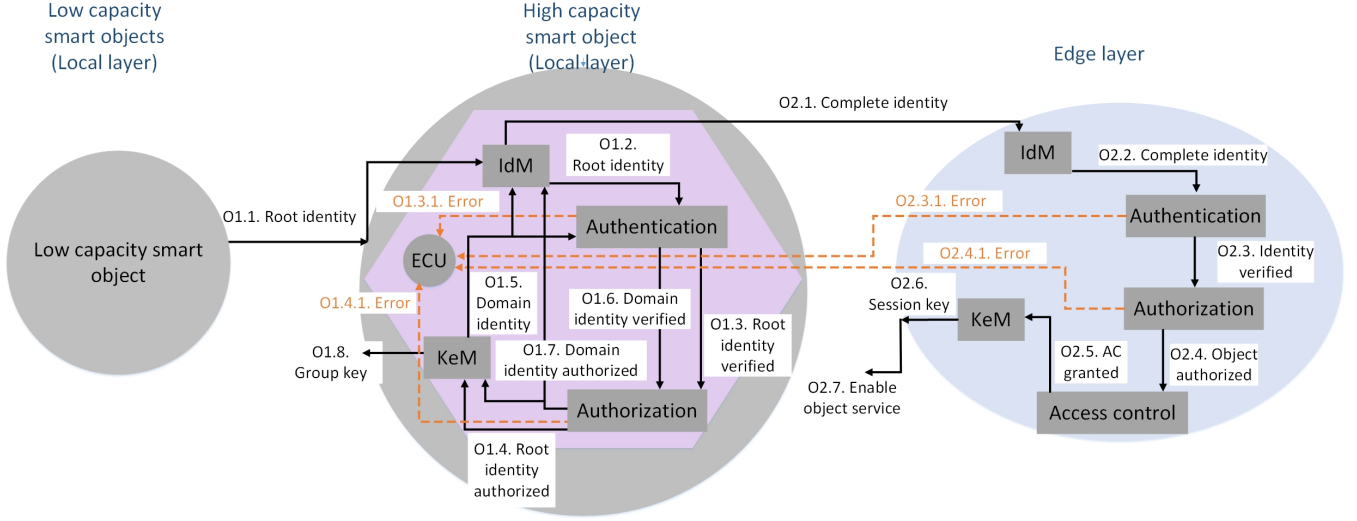 Low capacity
smart objects
(Local layer)
High capacity
smart object
(Local layer)
Edge layer
O2.1. Complete identity
O1.2.
Root identity
IdM
IdM
O2.2. Complete identity
O1.3.1. Error
O2.3.1. Error
O1.1. Root identity
Authentication
Authentication
Low capacity smart
object
ECU
O2.4.1. Error
O2.3. Identity
verified
O1.5.
Domain
identity
O2.6.
Session key
O1.4.1. Error
O1.6. Domain
identity verified
Authorization
KeM
O1.3. Root
identity
verified
O1.8.
Group key
KeM
O1.7. Domain
identity authorized
O2.5. AC
granted
O2.4. Object
authorized
O2.7. Enable
object service
Authorization
Access control
O1.4. Root
identity
authorized